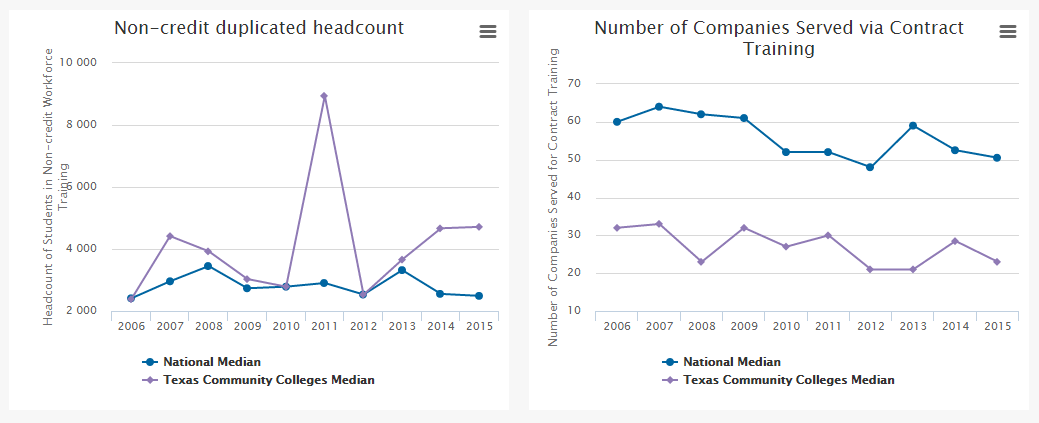 Non-credit duplicated headcount
Headcount of Students in Non-credit Workforce
Training
10 000
8 000
6 000
4 000
2 000
2006 2007 2008 2009 2010 2011 2012 2013 2014 2015
National Median
Texas Community Colleges Median
Number of Companies Served via Contract
Training
Number of Companies Served for Contract Training
70
60
50
40
30
20
10
2006 2007 2008 2009 2010 2011 2012 2013 2014 2015
National Median
Texas Community Colleges Median